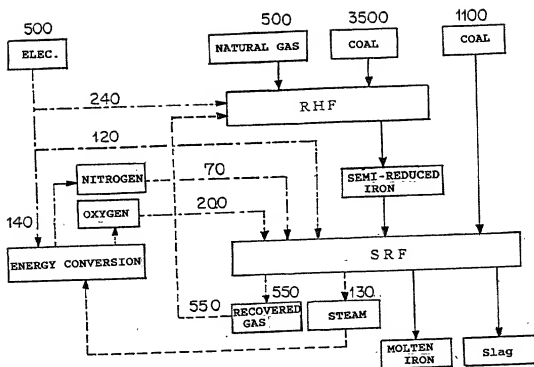 500 500 3500 1100
ELEC. NATURAL GAS COAL COAL
240 RHF
120
NITROGEN 70 SEMI-REDUCED
IRON
OXYGEN 200
140
ENERGY CONVERSION SRF
550 550 130
RECOVERED
GAS STEAM
MOLTEN
IRON Slag